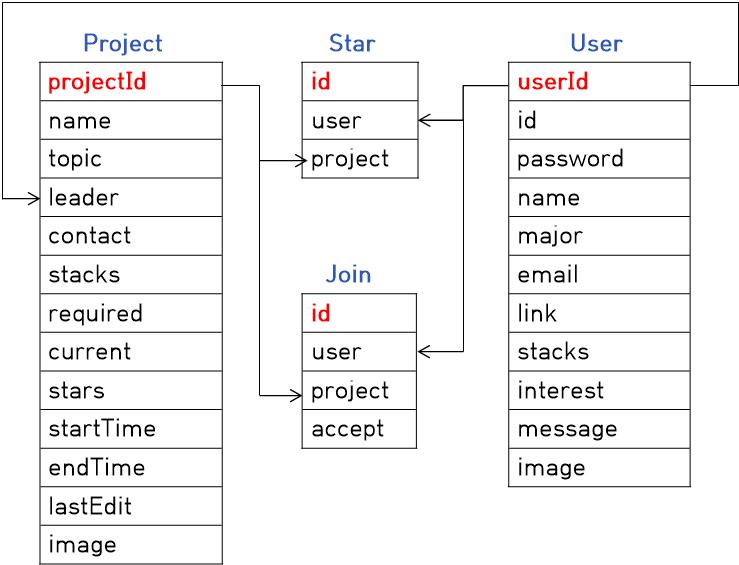 Project
projectId
name
topic
leader
contact
stacks
required
current
stars
startTime
endTime
lastEdit
image
Star
id
user
project
Join
id
user
project
accept
User
userId
id
password
name
major
email
link
stacks
interest
message
image